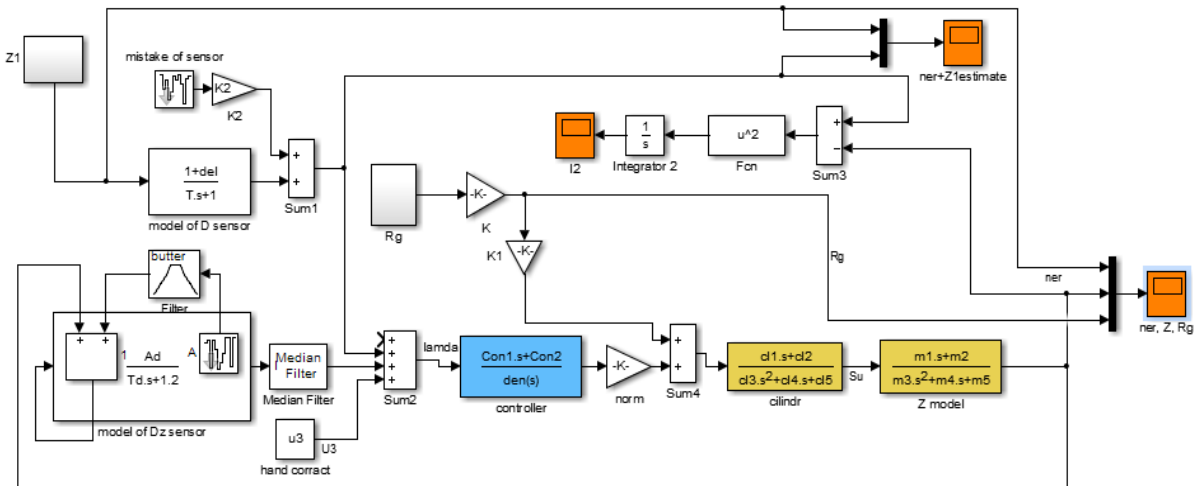 Z1
mistake of sensor
K2
K2
1+del
T.s+1
model of D sensor
+
+
Sum1
ner+Z1estimate
I2
1
s
Integrator 2
u^2
Fcn
+
−
Sum3
Rg
-K-
K
-K-
K1
Rg
ner
ner, Z, Rg
butter
Filter
+
+
1
Ad
Td.s+1.2
A
model of Dz sensor
Median
Filter
Median Filter
u3
U3
hand corract
+
+
+
+
Sum2
lamda
Con1.s+Con2
den(s)
controller
-K-
norm
+
+
Sum4
cl1.s+cl2
cl3.s²+cl4.s+cl5
cilindr
Su
m1.s+m2
m3.s²+m4.s+m5
Z model